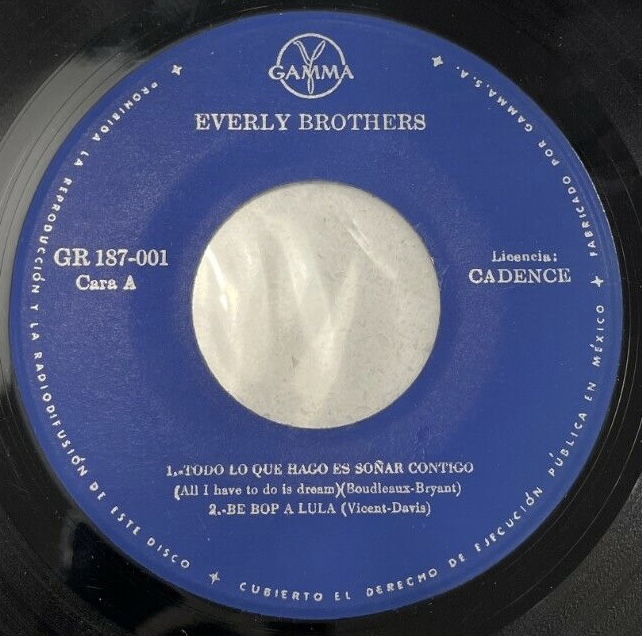 GAMMA
EVERLY BROTHERS
GR 187-001
Cara A
Licencia:
CADENCE
1.-TODO LO QUE HAGO ES SOÑAR CONTIGO
(All I have to do is dream)(Boudleaux-Bryant)
2.-BE BOP A LULA (Vicent-Davis)
FABRICADO POR GAMMA, S.A.
PROHIBIDA LA REPRODUCCIÓN Y LA RADIODIFUSIÓN DE ESTE DISCO
CUBIERTO EL DERECHO DE EJECUCIÓN PÚBLICA EN MÉXICO